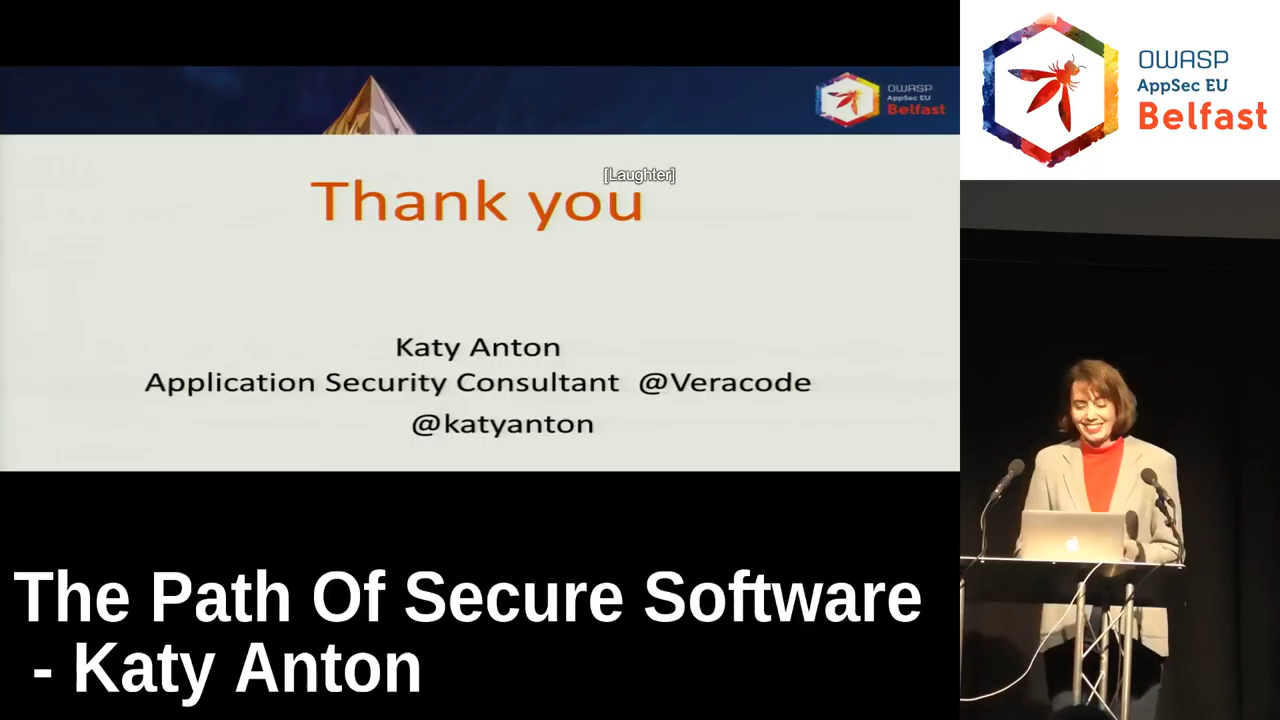 OWASP
AppSec EU
Belfast
[Laughter]
Thank you
Katy Anton
Application Security Consultant @Veracode
@katyanton
OWASP
AppSec EU
Belfast
The Path Of Secure Software
- Katy Anton